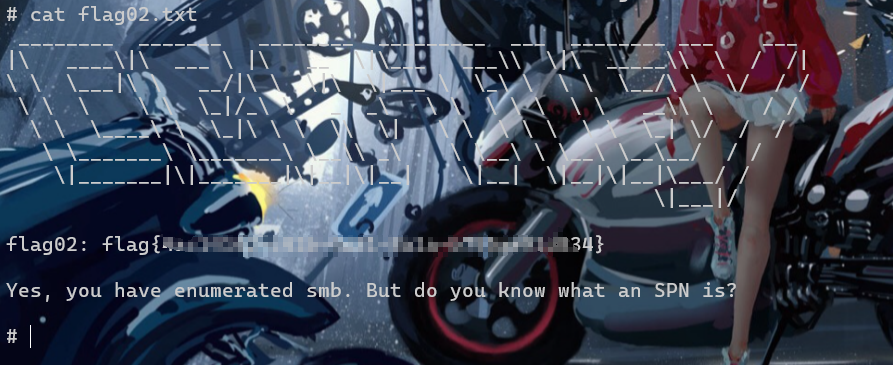 # cat flag02.txt
CERTIFY
flag02: flag{ 34}
Yes, you have enumerated smb. But do you know what an SPN is?
#